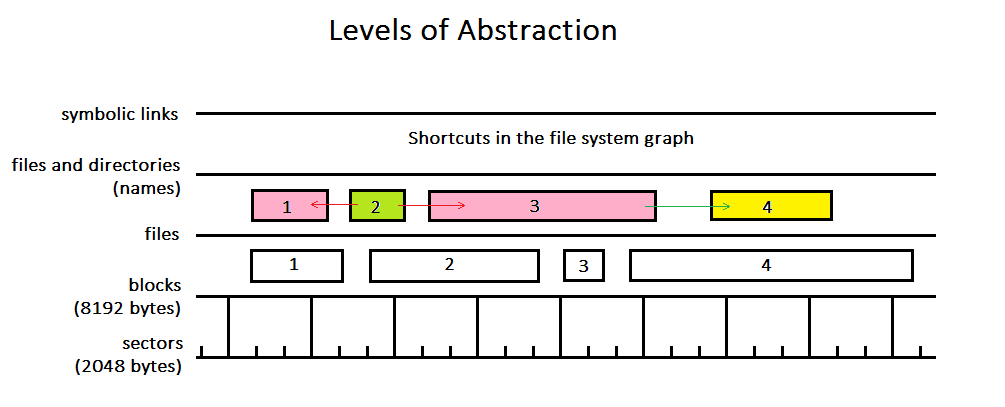 Levels of Abstraction
symbolic links
Shortcuts in the file system graph
files and directories
(names)
1 2 3 4
files
1 2 3 4
blocks
(8192 bytes)
sectors
(2048 bytes)